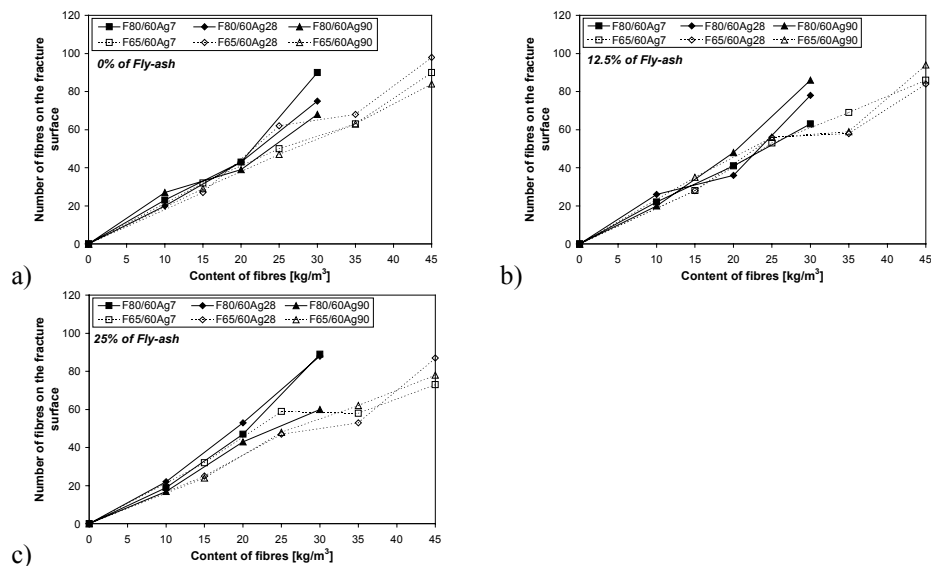 F80/60Ag7 F80/60Ag28 F80/60Ag90
F65/60Ag7 F65/60Ag28 F65/60Ag90
0% of Fly-ash
Number of fibres on the fracture
surface
120
100
80
60
40
20
0
0 5 10 15 20 25 30 35 40 45
Content of fibres [kg/m³]
a)
F80/60Ag7 F80/60Ag28 F80/60Ag90
F65/60Ag7 F65/60Ag28 F65/60Ag90
12.5% of Fly-ash
Number of fibres on the fracture
surface
120
100
80
60
40
20
0
0 5 10 15 20 25 30 35 40 45
Content of fibres [kg/m³]
b)
F80/60Ag7 F80/60Ag28 F80/60Ag90
F65/60Ag7 F65/60Ag28 F65/60Ag90
25% of Fly-ash
Number of fibres on the fracture
surface
120
100
80
60
40
20
0
0 5 10 15 20 25 30 35 40 45
Content of fibres [kg/m³]
c)